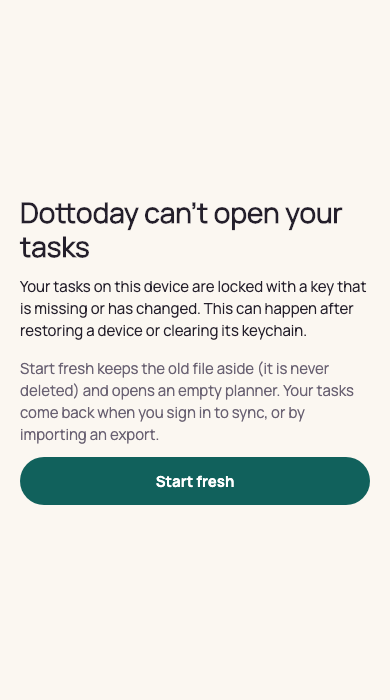 Dottoday can't open your
tasks
Your tasks on this device are locked with a key that
is missing or has changed. This can happen after
restoring a device or clearing its keychain.
Start fresh keeps the old file aside (it is never
deleted) and opens an empty planner. Your tasks
come back when you sign in to sync, or by
importing an export.
Start fresh